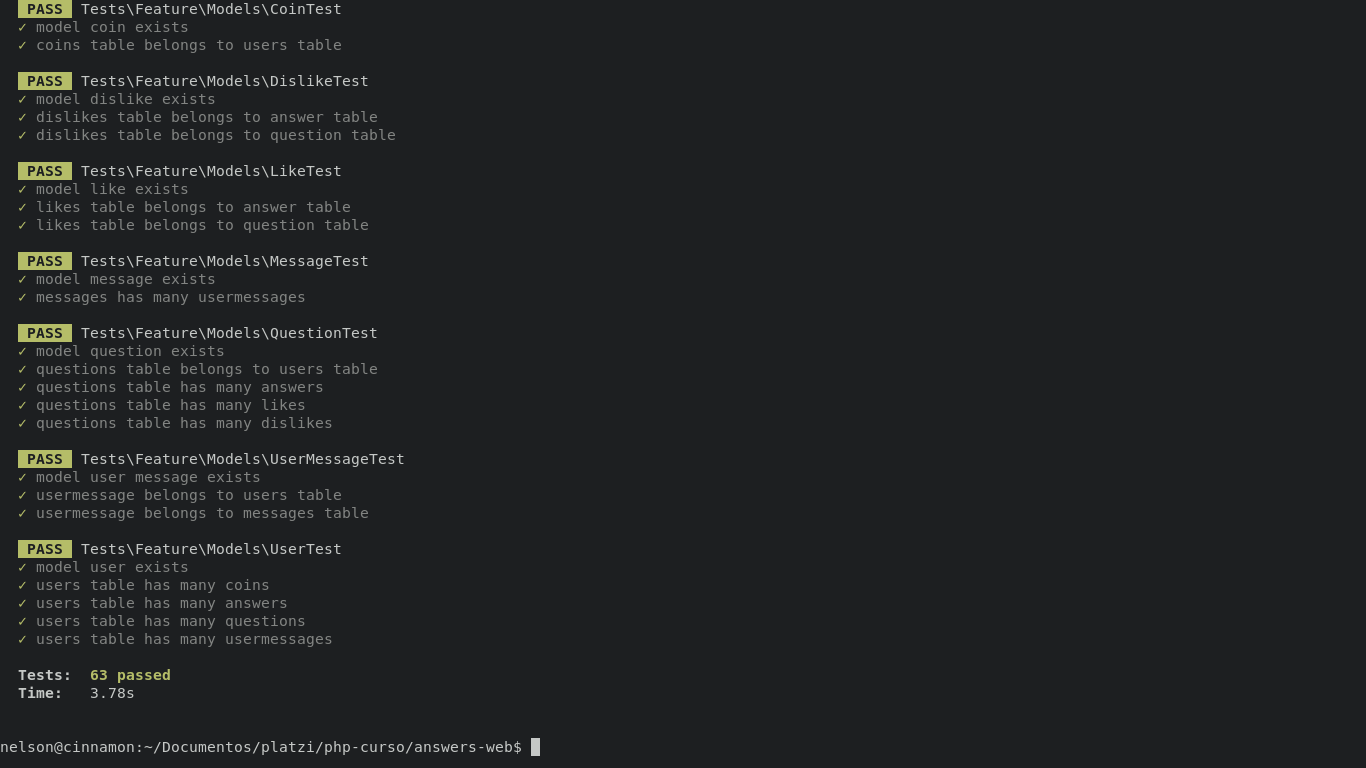 PASS Tests\Feature\Models\CoinTest
✓ model coin exists
✓ coins table belongs to users table
PASS Tests\Feature\Models\DislikeTest
✓ model dislike exists
✓ dislikes table belongs to answer table
✓ dislikes table belongs to question table
PASS Tests\Feature\Models\LikeTest
✓ model like exists
✓ likes table belongs to answer table
✓ likes table belongs to question table
PASS Tests\Feature\Models\MessageTest
✓ model message exists
✓ messages has many usermessages
PASS Tests\Feature\Models\QuestionTest
✓ model question exists
✓ questions table belongs to users table
✓ questions table has many answers
✓ questions table has many likes
✓ questions table has many dislikes
PASS Tests\Feature\Models\UserMessageTest
✓ model user message exists
✓ usermessage belongs to users table
✓ usermessage belongs to messages table
PASS Tests\Feature\Models\UserTest
✓ model user exists
✓ users table has many coins
✓ users table has many answers
✓ users table has many questions
✓ users table has many usermessages
Tests:  63 passed
Time:   3.78s
nelson@cinnamon:~/Documentos/platzi/php-curso/answers-web$